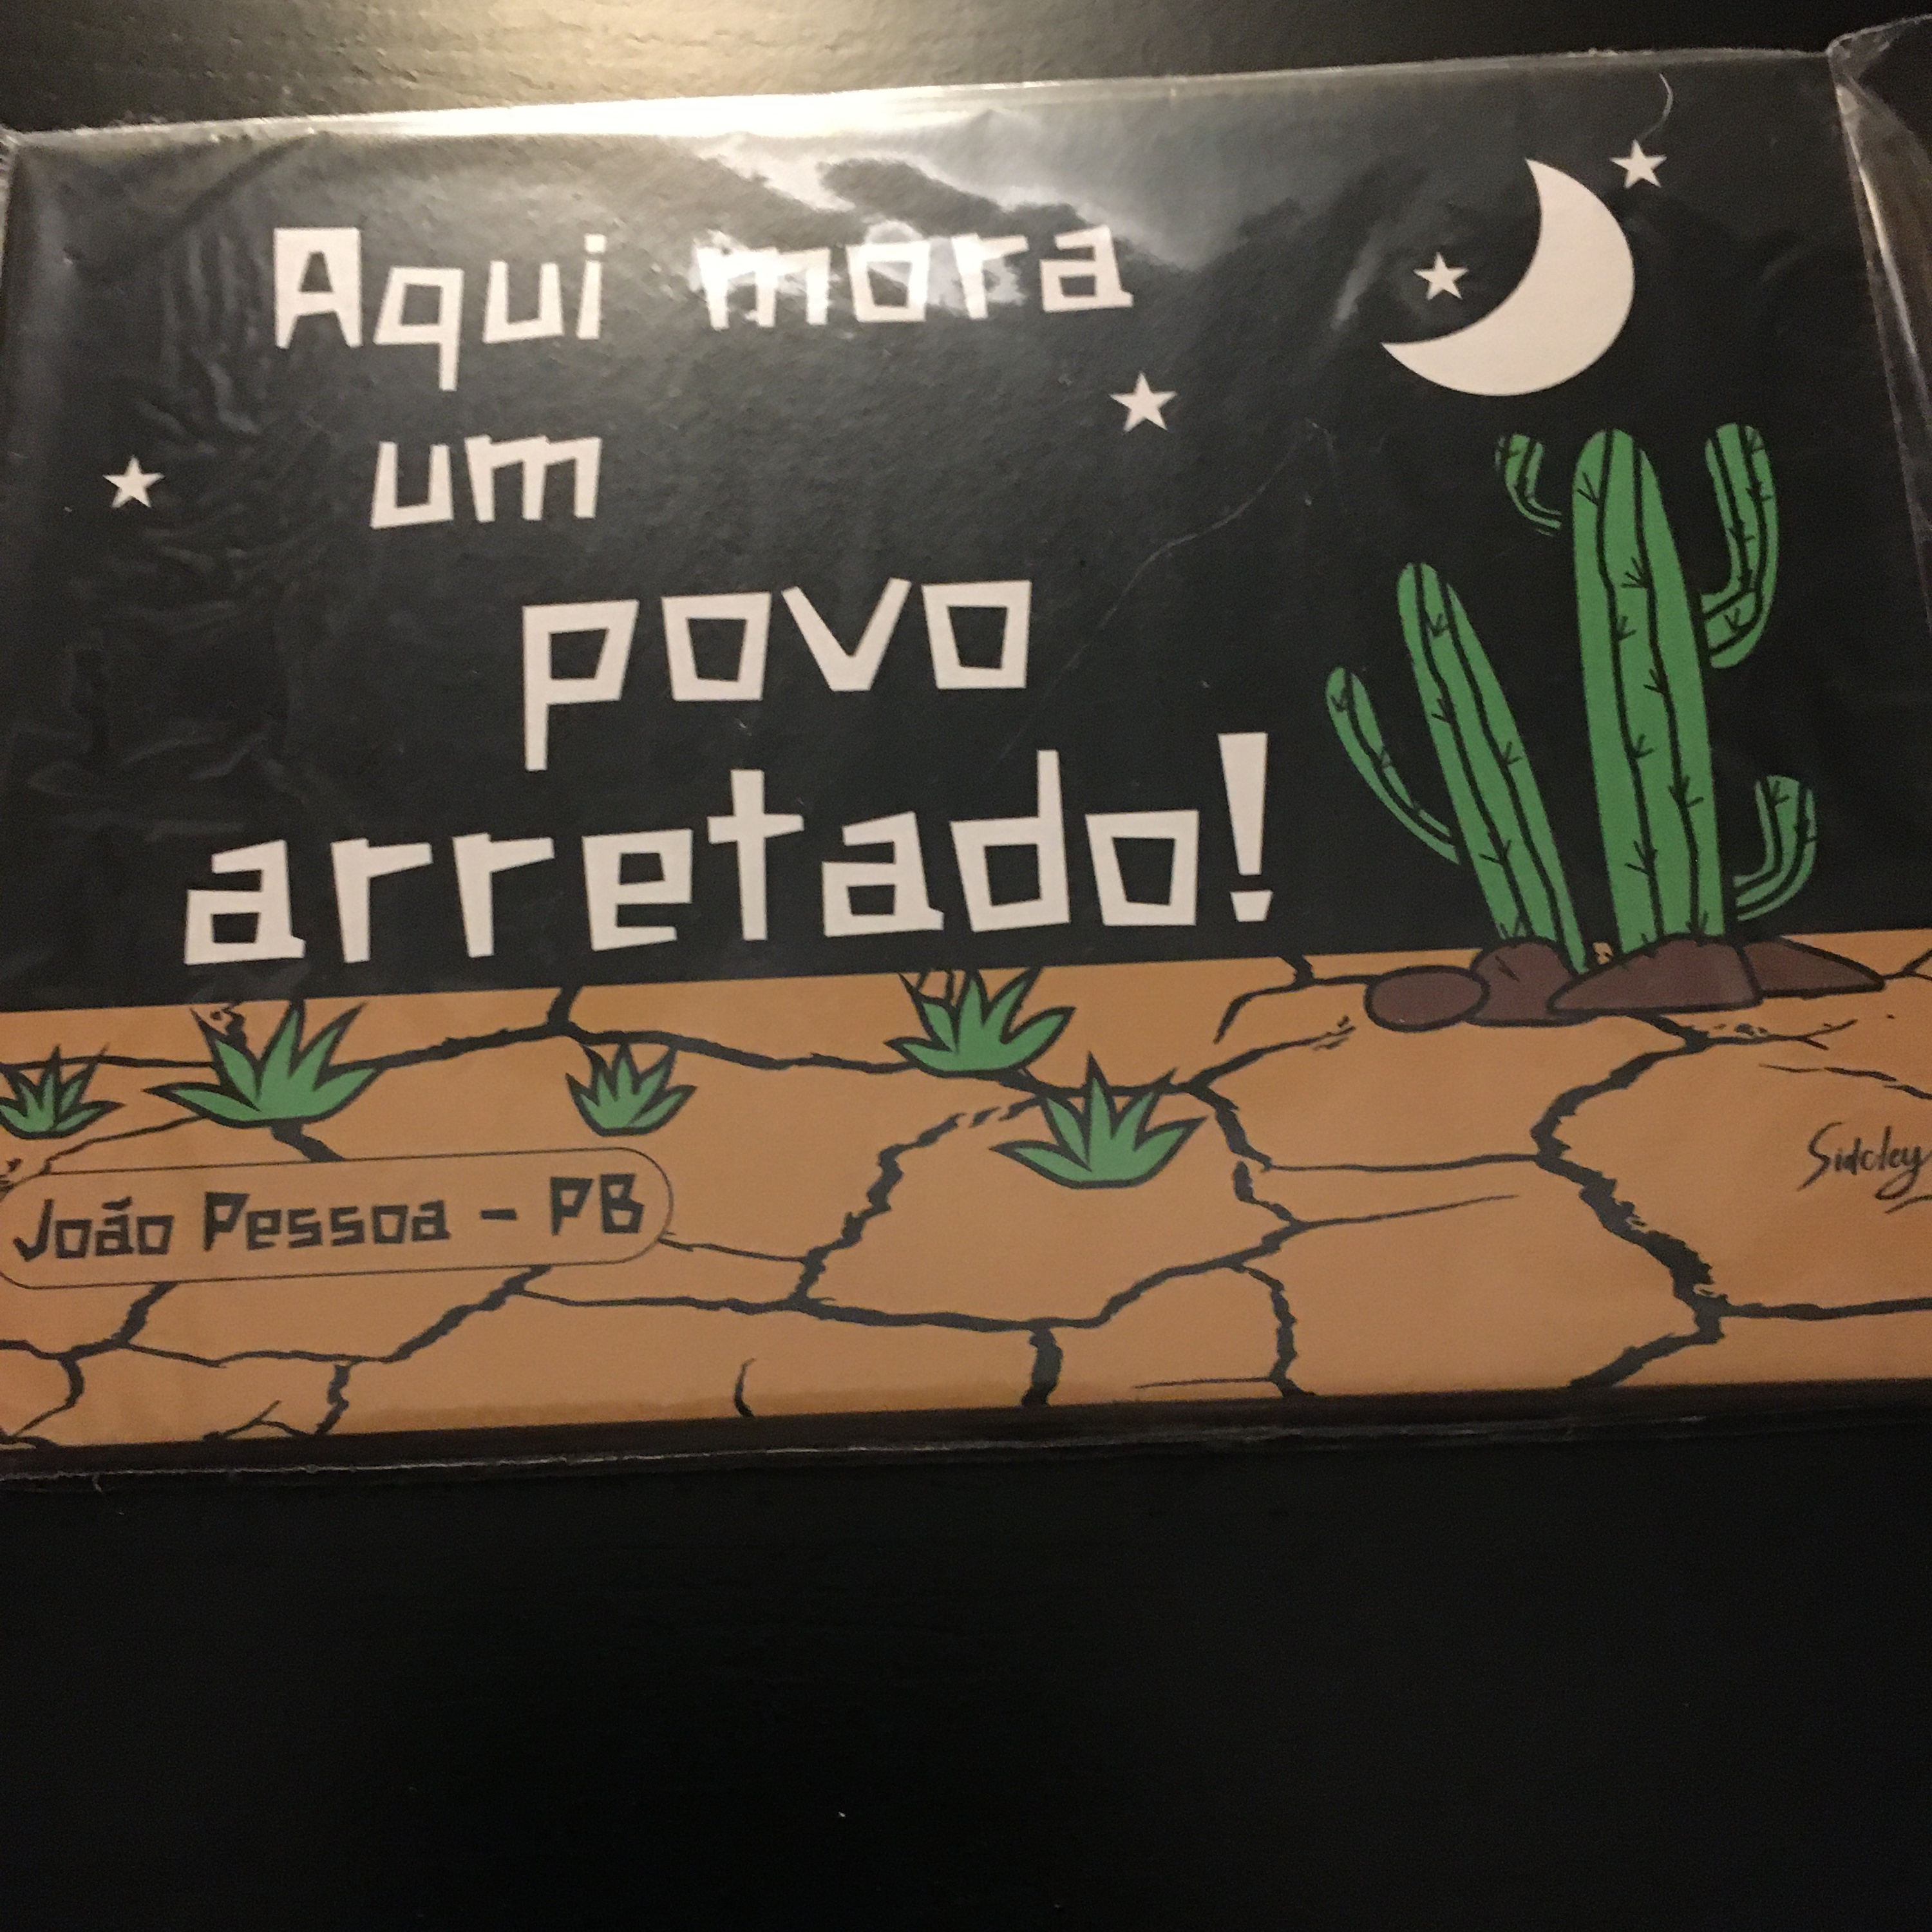 Aqui mora
um
povo
arretado!
João Pessoa - PB
Sidcley